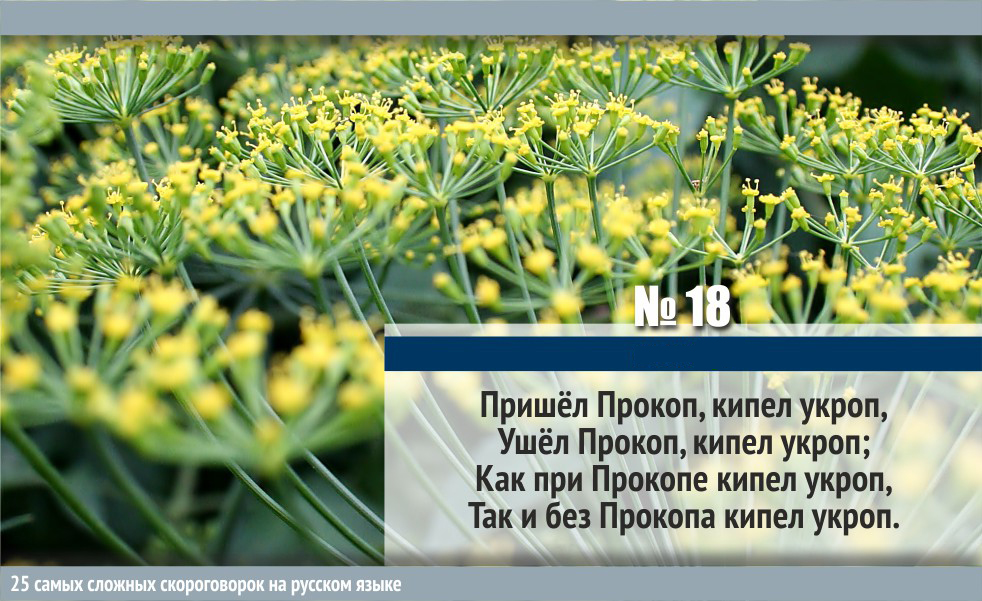 № 18
Пришёл Прокоп, кипел укроп,
Ушёл Прокоп, кипел укроп;
Как при Прокопе кипел укроп,
Так и без Прокопа кипел укроп.
25 самых сложных скороговорок на русском языке